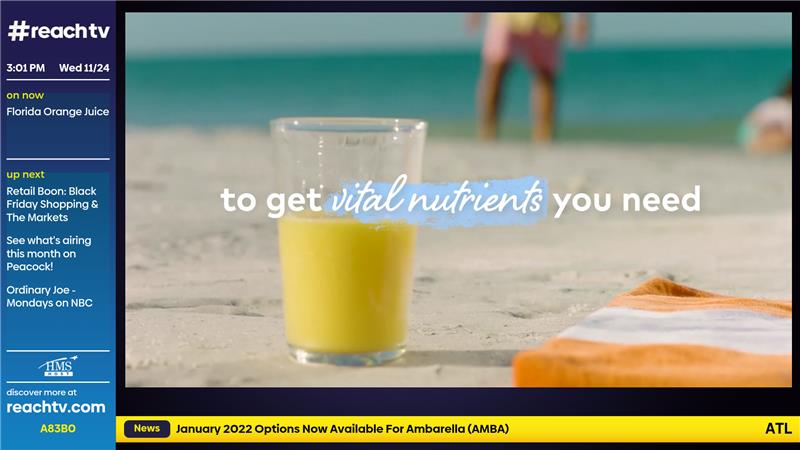 #reachtv
3:01 PM Wed 11/24
on now
Florida Orange Juice
up next
Retail Boon: Black
Friday Shopping &
The Markets
See what's airing
this month on
Peacock!
Ordinary Joe -
Mondays on NBC
HMS
HOST
discover more at
reachtv.com
A83B0
to get vital nutrients you need
News January 2022 Options Now Available For Ambarella (AMBA) ATL